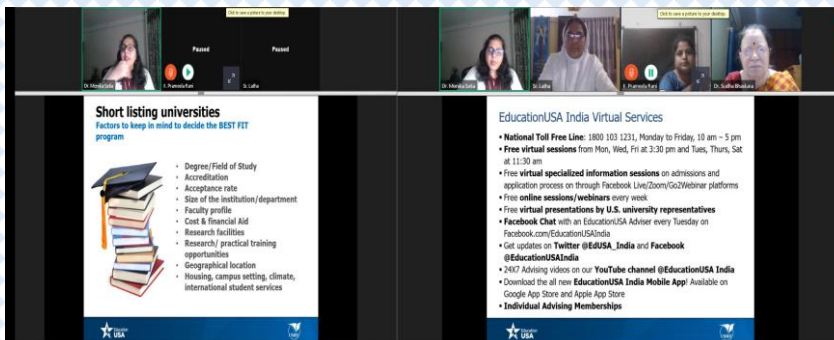 Click to save a picture to your desktop
Paused
Paused
Dr. Monika Setia
K. Prameela Rani
Sr. Latha
Short listing universities
Factors to keep in mind to decide the BEST FIT
program
• Degree/Field of Study
• Accreditation
• Acceptance rate
• Size of the institution/department
• Faculty profile
• Cost & financial Aid
• Research facilities
• Research/ practical training
opportunities
• Geographical location
• Housing, campus setting, climate,
international student services
Education
USA
USIEF
Click to save a picture to your desktop
Dr. Monika Setia
Sr. Latha
K. Prameela Rani
Dr. Sudha Bhaskara
EducationUSA India Virtual Services
• National Toll Free Line: 1800 103 1231, Monday to Friday, 10 am – 5 pm
• Free virtual sessions from Mon, Wed, Fri at 3:30 pm and Tues, Thurs, Sat
at 11:30 am
• Free virtual specialized information sessions on admissions and
application process on through Facebook Live/Zoom/Go2Webinar platforms
• Free online sessions/webinars every week
• Free virtual presentations by U.S. university representatives
• Facebook Chat with an EducationUSA Adviser every Tuesday on
Facebook.com/EducationUSAIndia
• Get updates on Twitter @EdUSA_India and Facebook
@EducationUSAIndia
• 24X7 Advising videos on our YouTube channel @EducationUSA India
• Download the all new EducationUSA India Mobile App! Available on
Google App Store and Apple App Store
• Individual Advising Memberships
Education
USA
USIEF